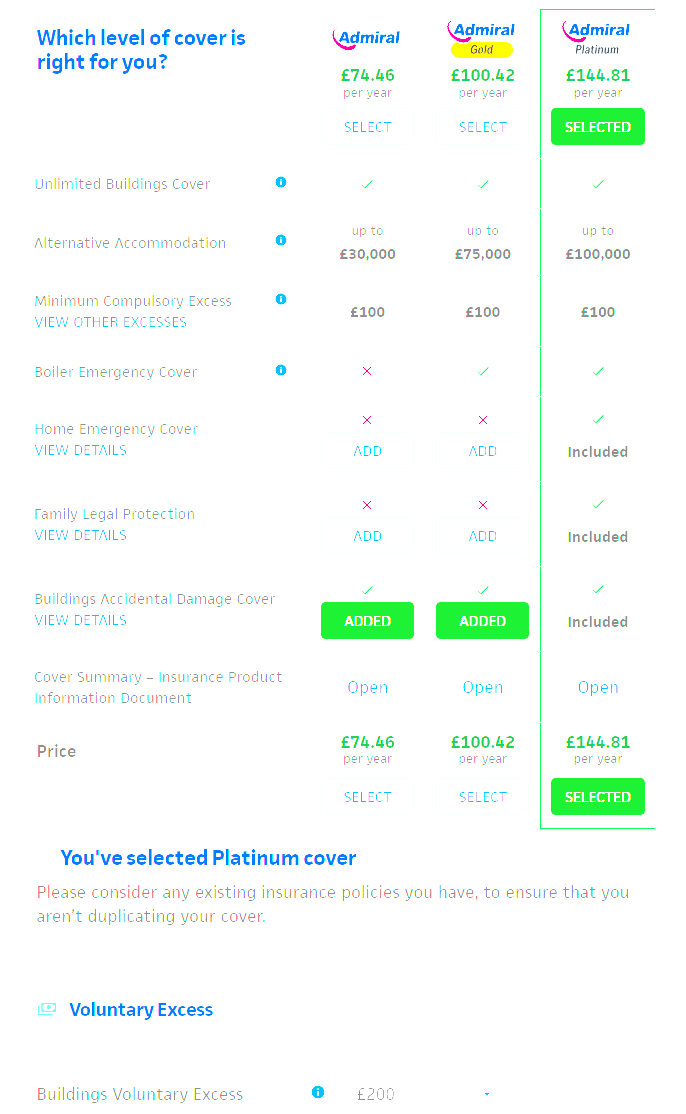 Which level of cover is
right for you?
Admiral Admiral Admiral
Gold Platinum
£74.46 £100.42 £144.81
per year per year per year
SELECT SELECT SELECTED
Unlimited Buildings Cover
up to up to up to
Alternative Accommodation
£30,000 £75,000 £100,000
Minimum Compulsory Excess
£100 £100 £100
VIEW OTHER EXCESSES
Boiler Emergency Cover
Home Emergency Cover
VIEW DETAILS ADD ADD Included
Family Legal Protection
VIEW DETAILS ADD ADD Included
Buildings Accidental Damage Cover
VIEW DETAILS ADDED ADDED Included
Cover Summary – Insurance Product
Information Document
Open Open Open
Price
£74.46 £100.42 £144.81
per year per year per year
SELECT SELECT SELECTED
You've selected Platinum cover
Please consider any existing insurance policies you have, to ensure that you
aren't duplicating your cover.
Voluntary Excess
Buildings Voluntary Excess £200